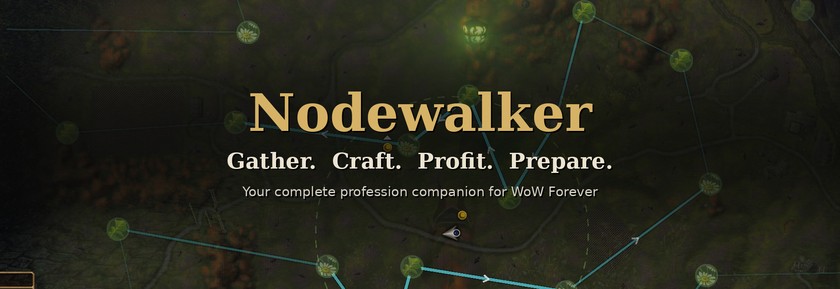 Nodewalker
Gather. Craft. Profit. Prepare.
Your complete profession companion for WoW Forever